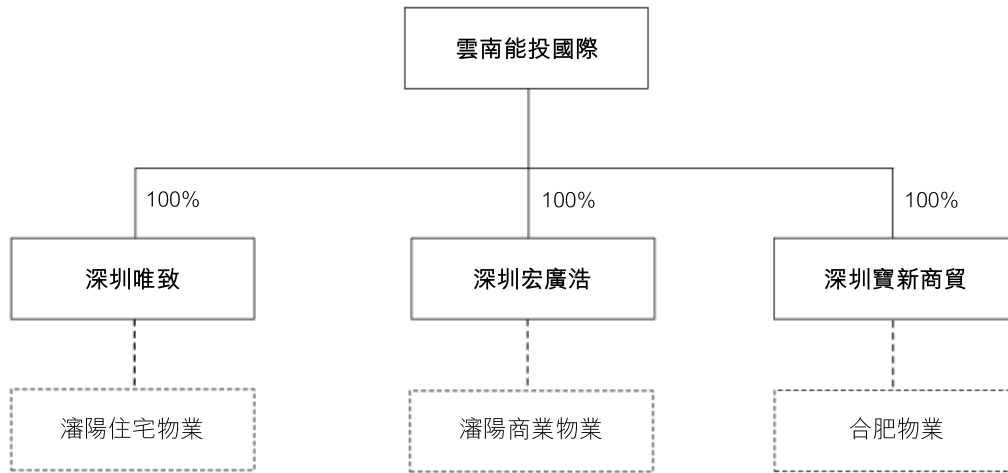 雲南能投國際
100%
100%
100%
深圳唯致
深圳宏廣浩
深圳寶新商貿
瀋陽住宅物業
瀋陽商業物業
合肥物業